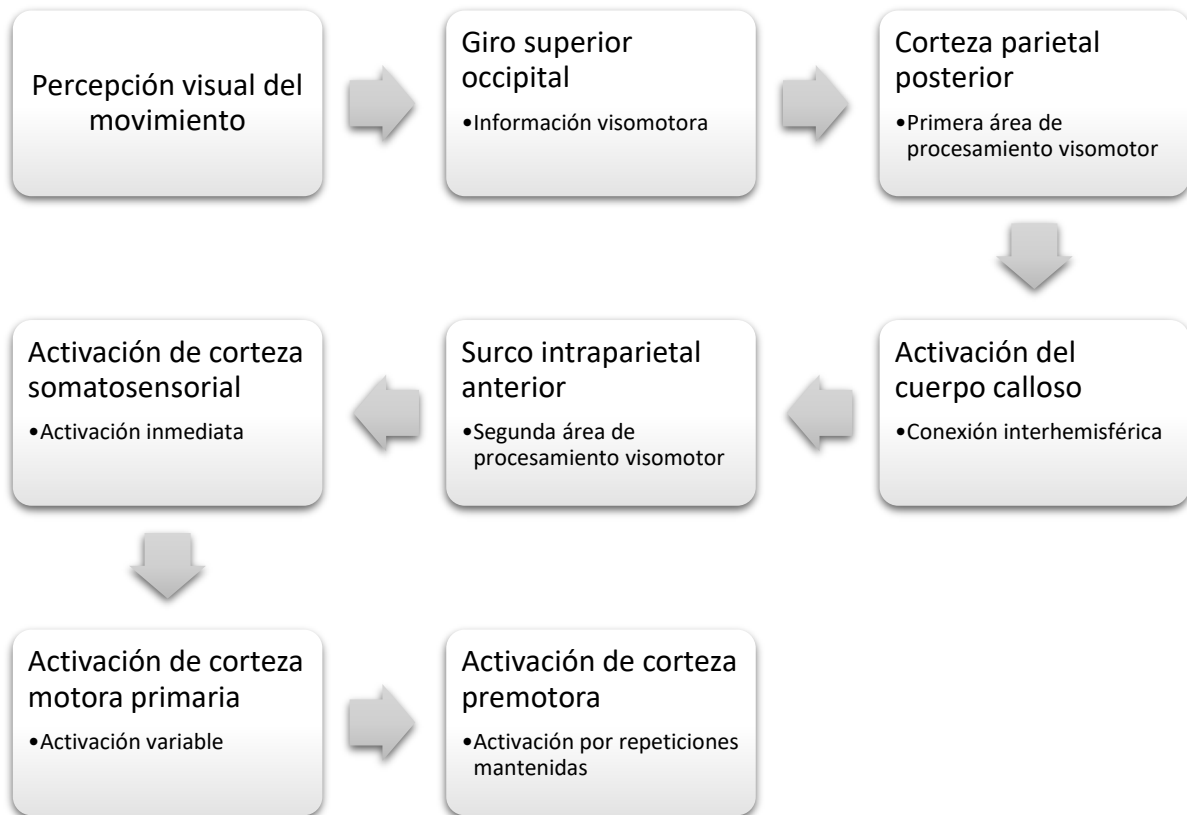 Percepción visual del
movimiento
Giro superior
occipital
•Información visomotora
Corteza parietal
posterior
•Primera área de
procesamiento visomotor
Activación del
cuerpo calloso
•Conexión interhemisférica
Surco intraparietal
anterior
•Segunda área de
procesamiento visomotor
Activación de corteza
somatosensorial
•Activación inmediata
Activación de corteza
motora primaria
•Activación variable
Activación de corteza
premotora
•Activación por repeticiones
mantenidas